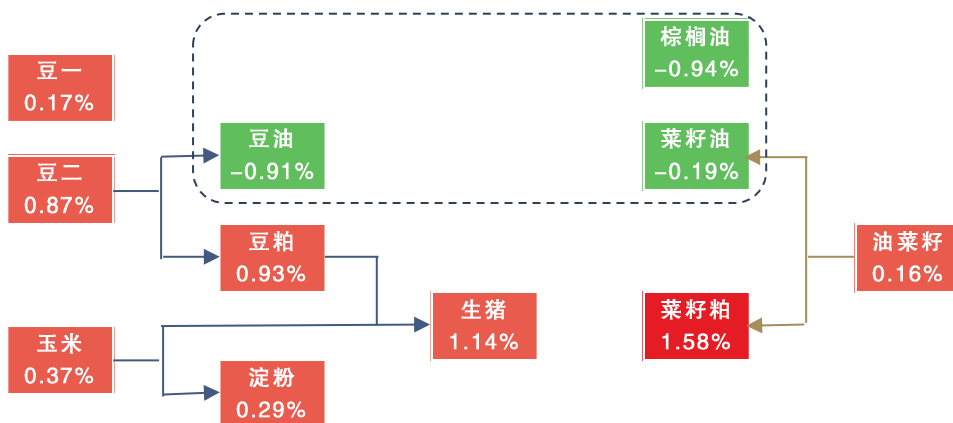 棕榈油
-0.94%
豆一
0.17%
豆油
-0.91%
菜籽油
-0.19%
豆二
0.87%
豆粕
0.93%
油菜籽
0.16%
生猪
1.14%
菜籽粕
1.58%
玉米
0.37%
淀粉
0.29%